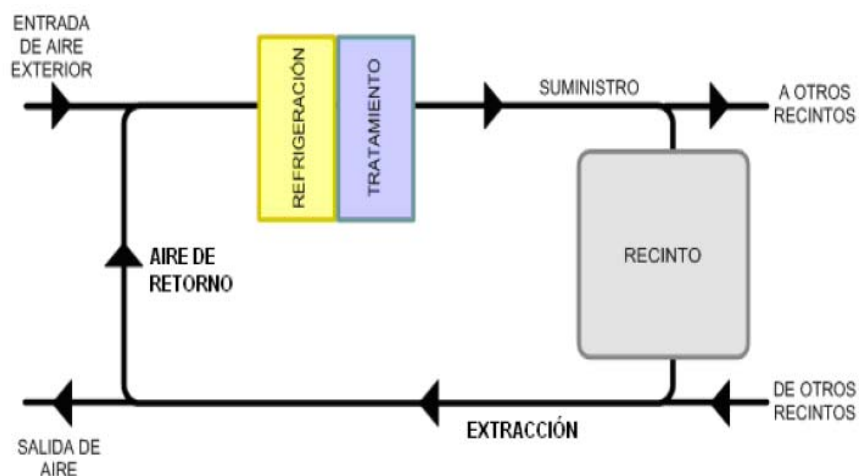 ENTRADA
DE AIRE
EXTERIOR
REFRIGERACIÓN
TRATAMIENTO
SUMINISTRO
A OTROS
RECINTOS
AIRE DE
RETORNO
RECINTO
DE OTROS
RECINTOS
EXTRACCIÓN
SALIDA DE
AIRE